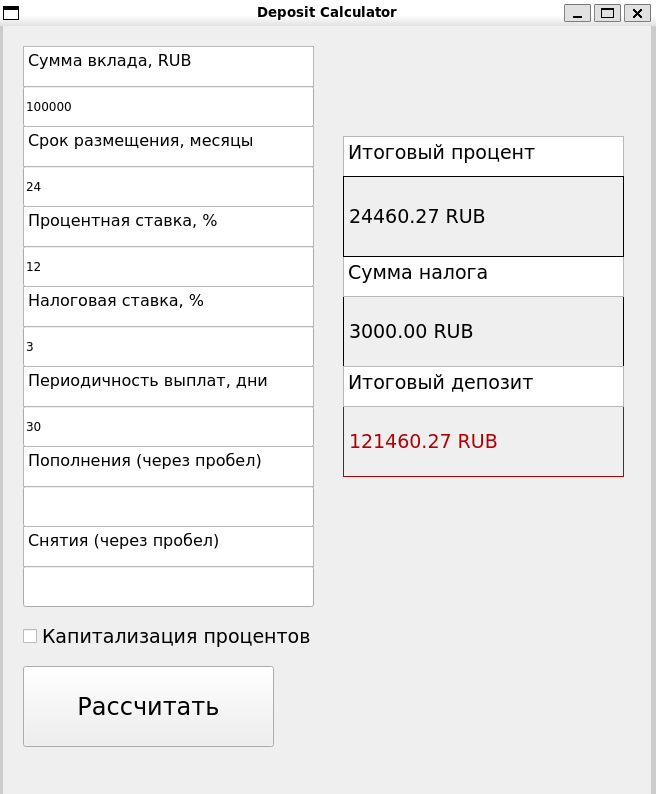 Deposit Calculator
Сумма вклада, RUB
100000
Срок размещения, месяцы
24
Процентная ставка, %
12
Налоговая ставка, %
3
Периодичность выплат, дни
30
Пополнения (через пробел)
Снятия (через пробел)
Капитализация процентов
Рассчитать
Итоговый процент
24460.27 RUB
Сумма налога
3000.00 RUB
Итоговый депозит
121460.27 RUB